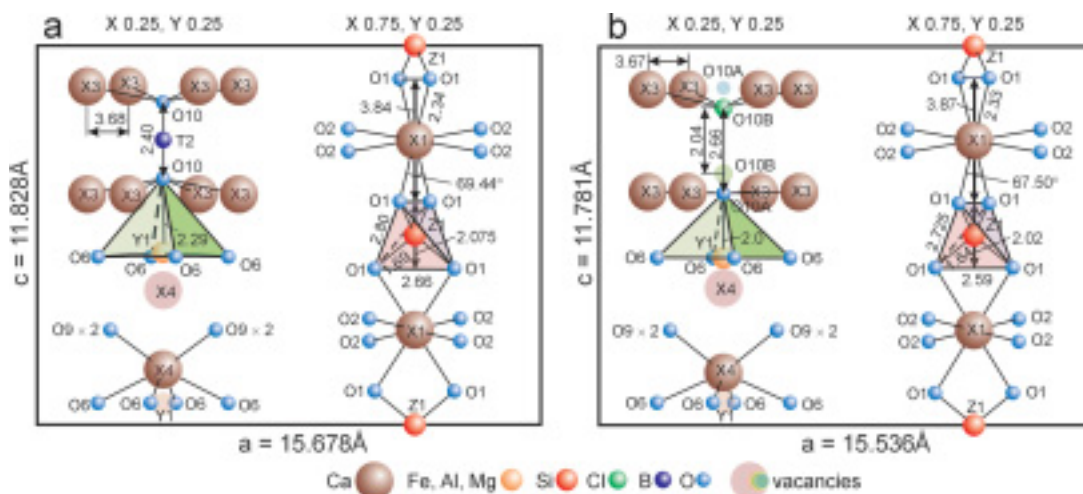 a
X 0.25, Y 0.25
X 0.75, Y 0.25
Z1
O1 O1
3.84
2.34
X3 X3 X3 X3
O10
3.68
2.40
T2
O2 O2
X1
O2 O2
O10
X3 X3 X3 X3
69.44°
O1 O1
2.29
2.80
2.075
Y1
O6 O6 O6 O6
O1 O1
2.66
X4
O9 × 2 O9 × 2
O2 O2
X1
O2 O2
X4
O1 O1
O6 O6 O6 O6
Y1
Z1
c = 11.828Å
a = 15.678Å
b
X 0.25, Y 0.25
X 0.75, Y 0.25
Z1
3.67
O10A
O1 O1
X3 X3 X3 X3
3.87
2.33
O10B
2.04
2.66
O2 O2
X1
O2 O2
O10B
X3 X3 X3
O10A
67.50°
O1 O1
2.725
2.02
Y1
2.0
O6 O6 O6 O6
O1 O1
2.59
X4
O9 × 2 O9 × 2
O2 O2
X1
O2 O2
X4
O1 O1
O6 O6 O6 O6
Y1
Z1
c = 11.781Å
a = 15.536Å
Ca Fe, Al, Mg Si Cl B O vacancies